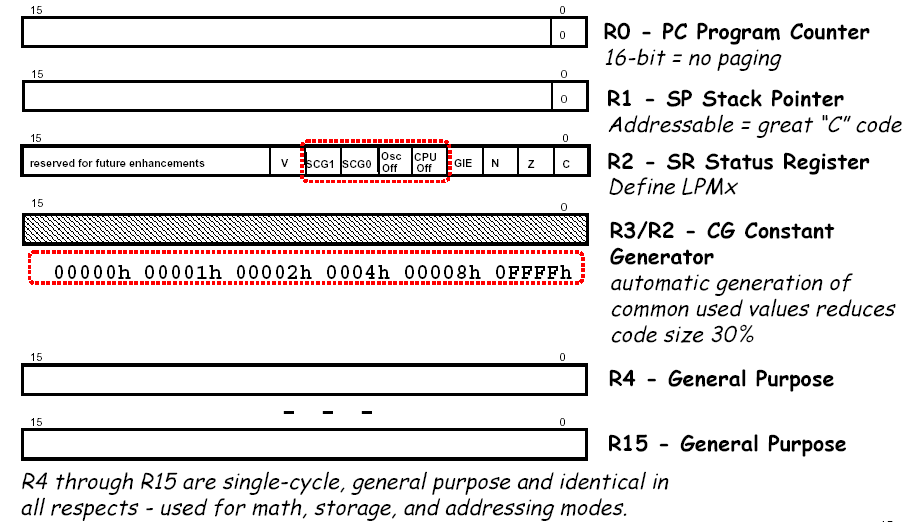 15 0
0
R0 - PC Program Counter
16-bit = no paging
15 0
0
R1 - SP Stack Pointer
Addressable = great "C" code
15 0
reserved for future enhancements V SCG1 SCG0 Osc Off CPU Off GIE N Z C
R2 - SR Status Register
Define LPMx
15 0
R3/R2 - CG Constant
Generator
00000h 00001h 00002h 0004h 00008h 0FFFFh
automatic generation of
common used values reduces
code size 30%
15 0
R4 - General Purpose
- - -
15 0
R15 - General Purpose
R4 through R15 are single-cycle, general purpose and identical in
all respects - used for math, storage, and addressing modes.